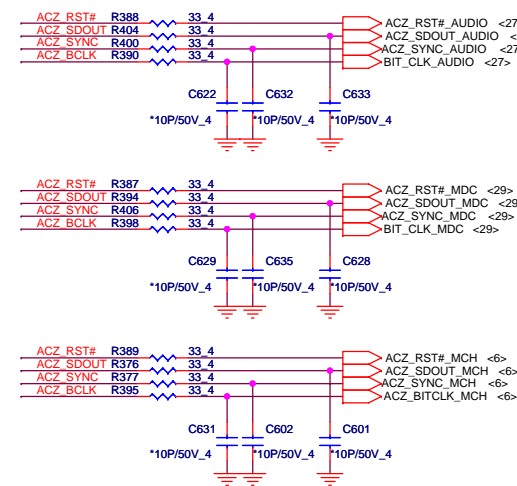 ACZ_RST# R388 33_4 ACZ_RST#_AUDIO <27
ACZ_SDOUT R404 33_4 ACZ_SDOUT_AUDIO <
ACZ_SYNC R400 33_4 ACZ_SYNC_AUDIO <27
ACZ_BCLK R390 33_4 BIT_CLK_AUDIO <27>
C622 C632 C633
*10P/50V_4 *10P/50V_4 *10P/50V_4
ACZ_RST# R387 33_4 ACZ_RST#_MDC <29>
ACZ_SDOUT R394 33_4 ACZ_SDOUT_MDC <29
ACZ_SYNC R406 33_4 ACZ_SYNC_MDC <29>
ACZ_BCLK R398 33_4 BIT_CLK_MDC <29>
C629 C635 C628
*10P/50V_4 *10P/50V_4 *10P/50V_4
ACZ_RST# R389 33_4 ACZ_RST#_MCH <6>
ACZ_SDOUT R376 33_4 ACZ_SDOUT_MCH <6>
ACZ_SYNC R377 33_4 ACZ_SYNC_MCH <6>
ACZ_BCLK R395 33_4 ACZ_BITCLK_MCH <6>
C631 C602 C601
*10P/50V_4 *10P/50V_4 *10P/50V_4